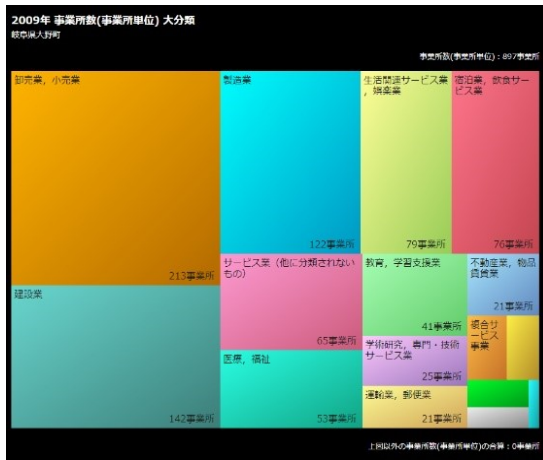 2009年 事業所数(事業所単位) 大分類
岐阜県大野町
事業所数(事業所単位) : 897事業所
卸売業，小売業
213事業所
建設業
142事業所
製造業
122事業所
生活関連サービス業
，娯楽業
79事業所
宿泊業，飲食サー
ビス業
76事業所
サービス業（他に分類されない
もの）
65事業所
医療，福祉
53事業所
教育，学習支援業
41事業所
学術研究，専門・技術
サービス業
25事業所
運輸業，郵便業
21事業所
不動産業，物品
賃貸業
21事業所
複合サ
ービス
事業
上図以外の事業所数(事業所単位)の合算 : 0事業所